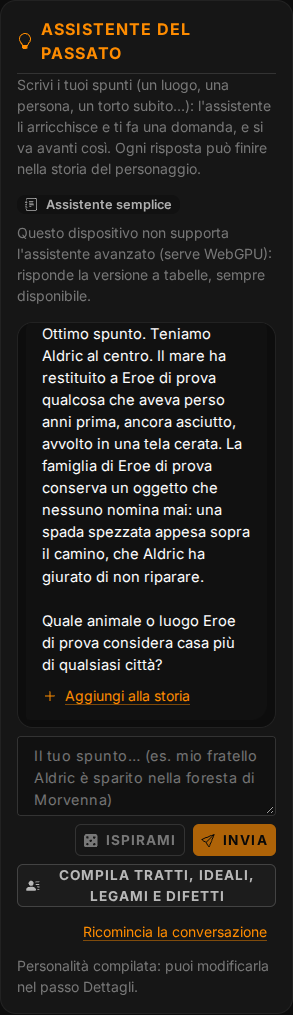 ASSISTENTE DEL
PASSATO
Scrivi i tuoi spunti (un luogo, una
persona, un torto subito...): l'assistente
li arricchisce e ti fa una domanda, e si
va avanti così. Ogni risposta può finire
nella storia del personaggio.
Assistente semplice
Questo dispositivo non supporta
l'assistente avanzato (serve WebGPU):
risponde la versione a tabelle, sempre
disponibile.
Ottimo spunto. Teniamo
Aldric al centro. Il mare ha
restituito a Eroe di prova
qualcosa che aveva perso
anni prima, ancora asciutto,
avvolto in una tela cerata. La
famiglia di Eroe di prova
conserva un oggetto che
nessuno nomina mai: una
spada spezzata appesa sopra
il camino, che Aldric ha
giurato di non riparare.
Quale animale o luogo Eroe
di prova considera casa più
di qualsiasi città?
+ Aggiungi alla storia
Il tuo spunto... (es. mio fratello
Aldric è sparito nella foresta di
Morvenna)
ISPIRAMI
INVIA
COMPILA TRATTI, IDEALI,
LEGAMI E DIFETTI
Ricomincia la conversazione
Personalità compilata: puoi modificarla
nel passo Dettagli.